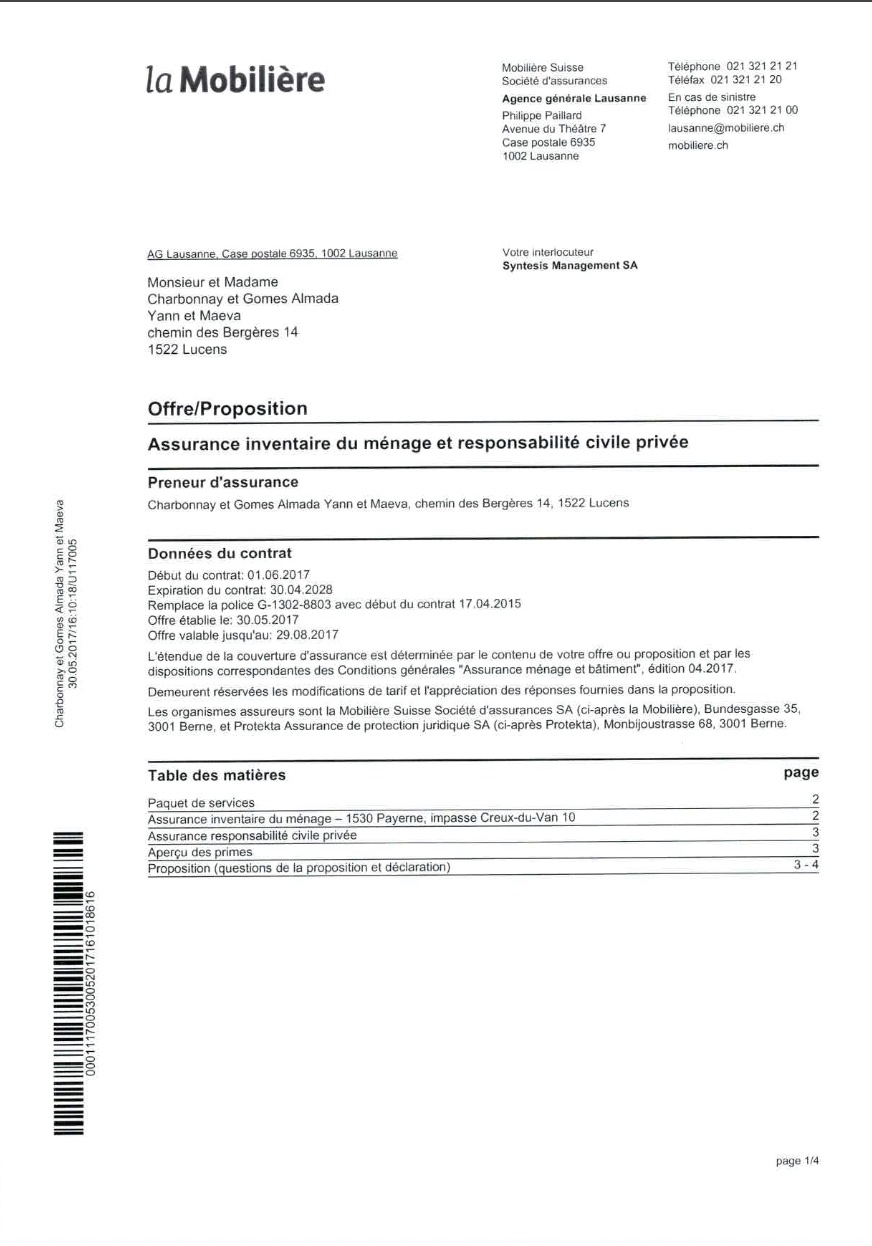 la Mobilière
Mobilière Suisse
Société d'assurances
Agence générale Lausanne
Philippe Paillard
Avenue du Théâtre 7
Case postale 6935
1002 Lausanne
Téléphone 021 321 21 21
Téléfax 021 321 21 20
En cas de sinistre
Téléphone 021 321 21 00
lausanne@mobiliere.ch
mobiliere.ch
AG Lausanne, Case postale 6935, 1002 Lausanne
Votre interlocuteur
Syntesis Management SA
Monsieur et Madame
Charbonnay et Gomes Almada
Yann et Maeva
chemin des Bergères 14
1522 Lucens
Offre/Proposition
Assurance inventaire du ménage et responsabilité civile privée
Preneur d'assurance
Charbonnay et Gomes Almada Yann et Maeva, chemin des Bergères 14, 1522 Lucens
Données du contrat
Début du contrat: 01.06.2017
Expiration du contrat: 30.04.2028
Remplace la police G-1302-8803 avec début du contrat 17.04.2015
Offre établie le: 30.05.2017
Offre valable jusqu'au: 29.08.2017
L'étendue de la couverture d'assurance est déterminée par le contenu de votre offre ou proposition et par les
dispositions correspondantes des Conditions générales "Assurance ménage et bâtiment", édition 04.2017.
Demeurent réservées les modifications de tarif et l'appréciation des réponses fournies dans la proposition.
Les organismes assureurs sont la Mobilière Suisse Société d'assurances SA (ci-après la Mobilière), Bundesgasse 35,
3001 Berne, et Protekta Assurance de protection juridique SA (ci-après Protekta), Monbijoustrasse 68, 3001 Berne.
Table des matières page
Paquet de services 2
Assurance inventaire du ménage – 1530 Payerne, impasse Creux-du-Van 10 2
Assurance responsabilité civile privée 3
Aperçu des primes 3
Proposition (questions de la proposition et déclaration) 3 - 4
Charbonnay et Gomes Almada Yann et Maeva
30.05.2017/16:10:18/U117005
000111700530052017161018616
page 1/4